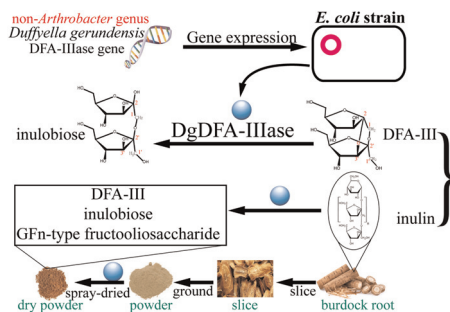 non-Arthrobacter genus
Duffyella gerundensis
DFA-IIIase gene
Gene expression
E. coli strain
inulobiose
DgDFA-IIIase
DFA-III
DFA-III
inulobiose
GFn-type fructooliosaccharide
inulin
spray-dried
ground
slice
dry powder
powder
slice
burdock root